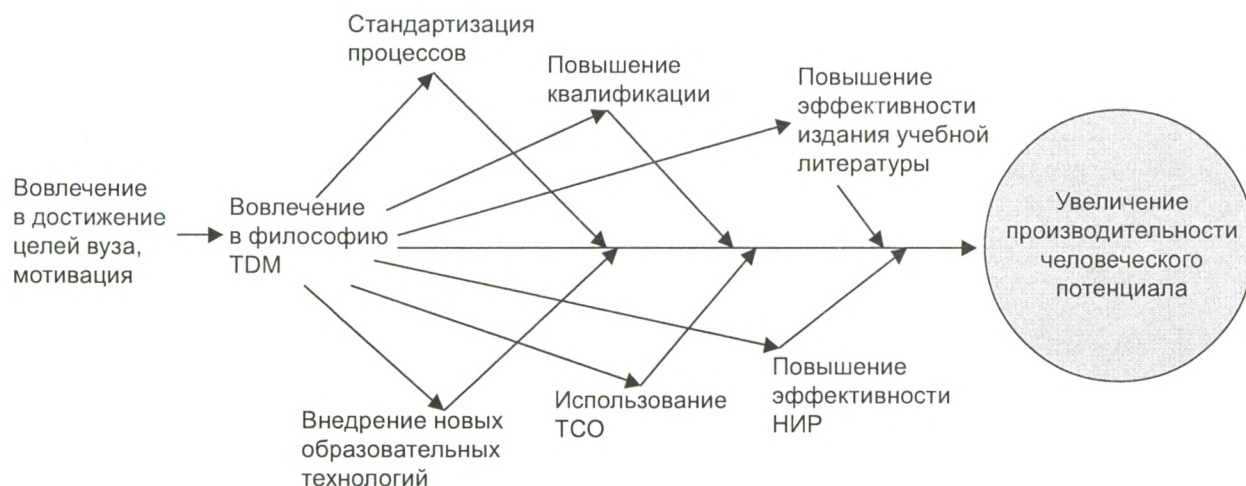 Стандартизация
процессов
Повышение
квалификации
Повышение
эффективности
издания учебной
литературы
Вовлечение
в достижение
целей вуза,
мотивация
Вовлечение
в философию
TDM
Увеличение
производительности
человеческого
потенциала
Внедрение новых
образовательных
технологий
Использование
ТСО
Повышение
эффективности
НИР